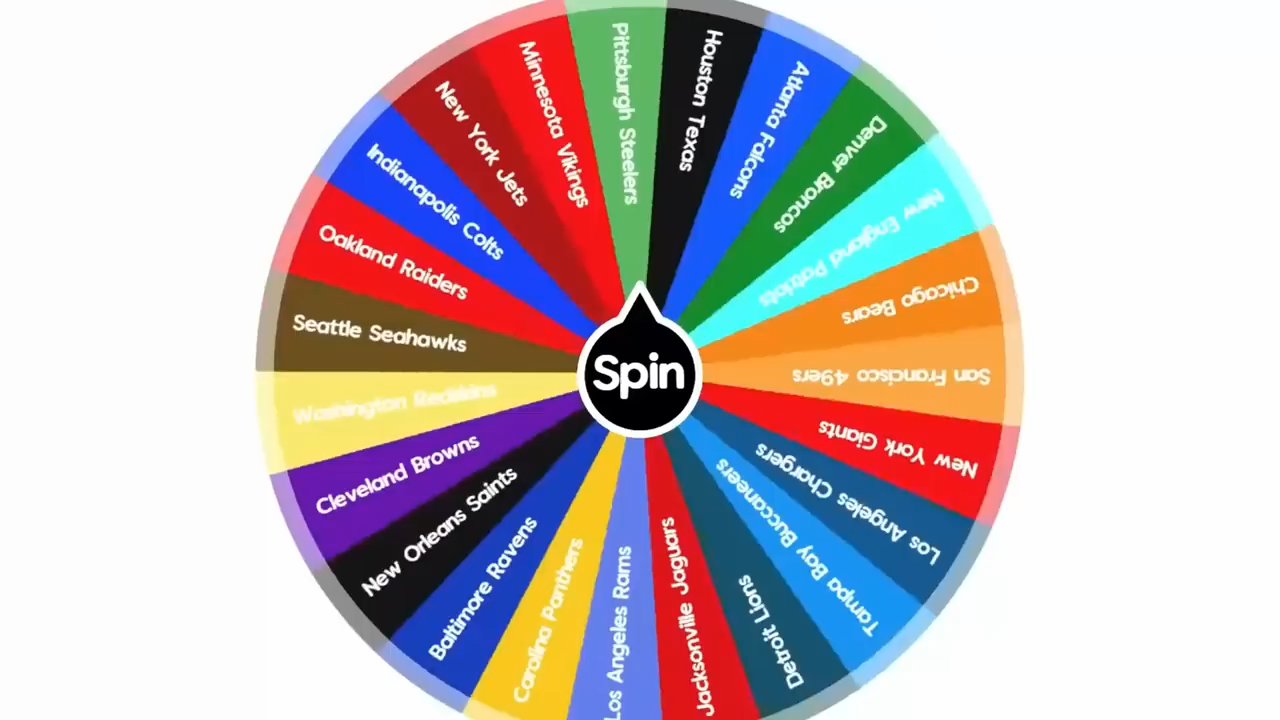 Pittsburgh Steelers
Houston Texas
Atlanta Falcons
Denver Broncos
New England Patriots
Chicago Bears
San Francisco 49ers
New York Giants
Los Angeles Chargers
Tampa Bay Buccaneers
Detroit Lions
Jacksonville Jaguars
Los Angeles Rams
Carolina Panthers
Baltimore Ravens
New Orleans Saints
Cleveland Browns
Washington Redskins
Seattle Seahawks
Oakland Raiders
Indianapolis Colts
New York Jets
Minnesota Vikings
Spin